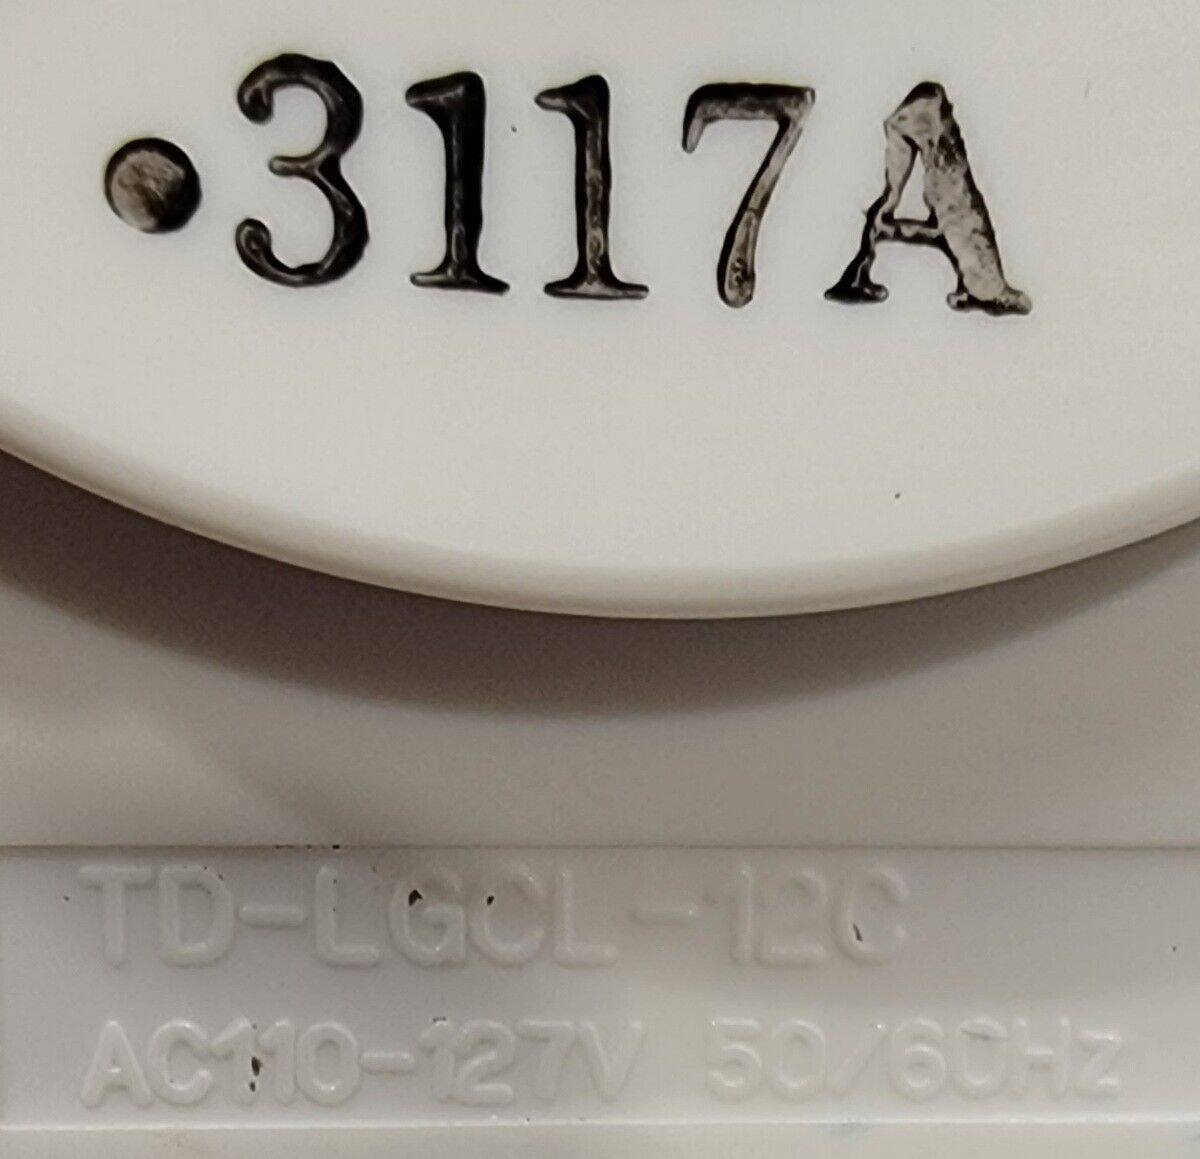 •3117A
TD-LGCL-12C
AC110-127V 50/60Hz